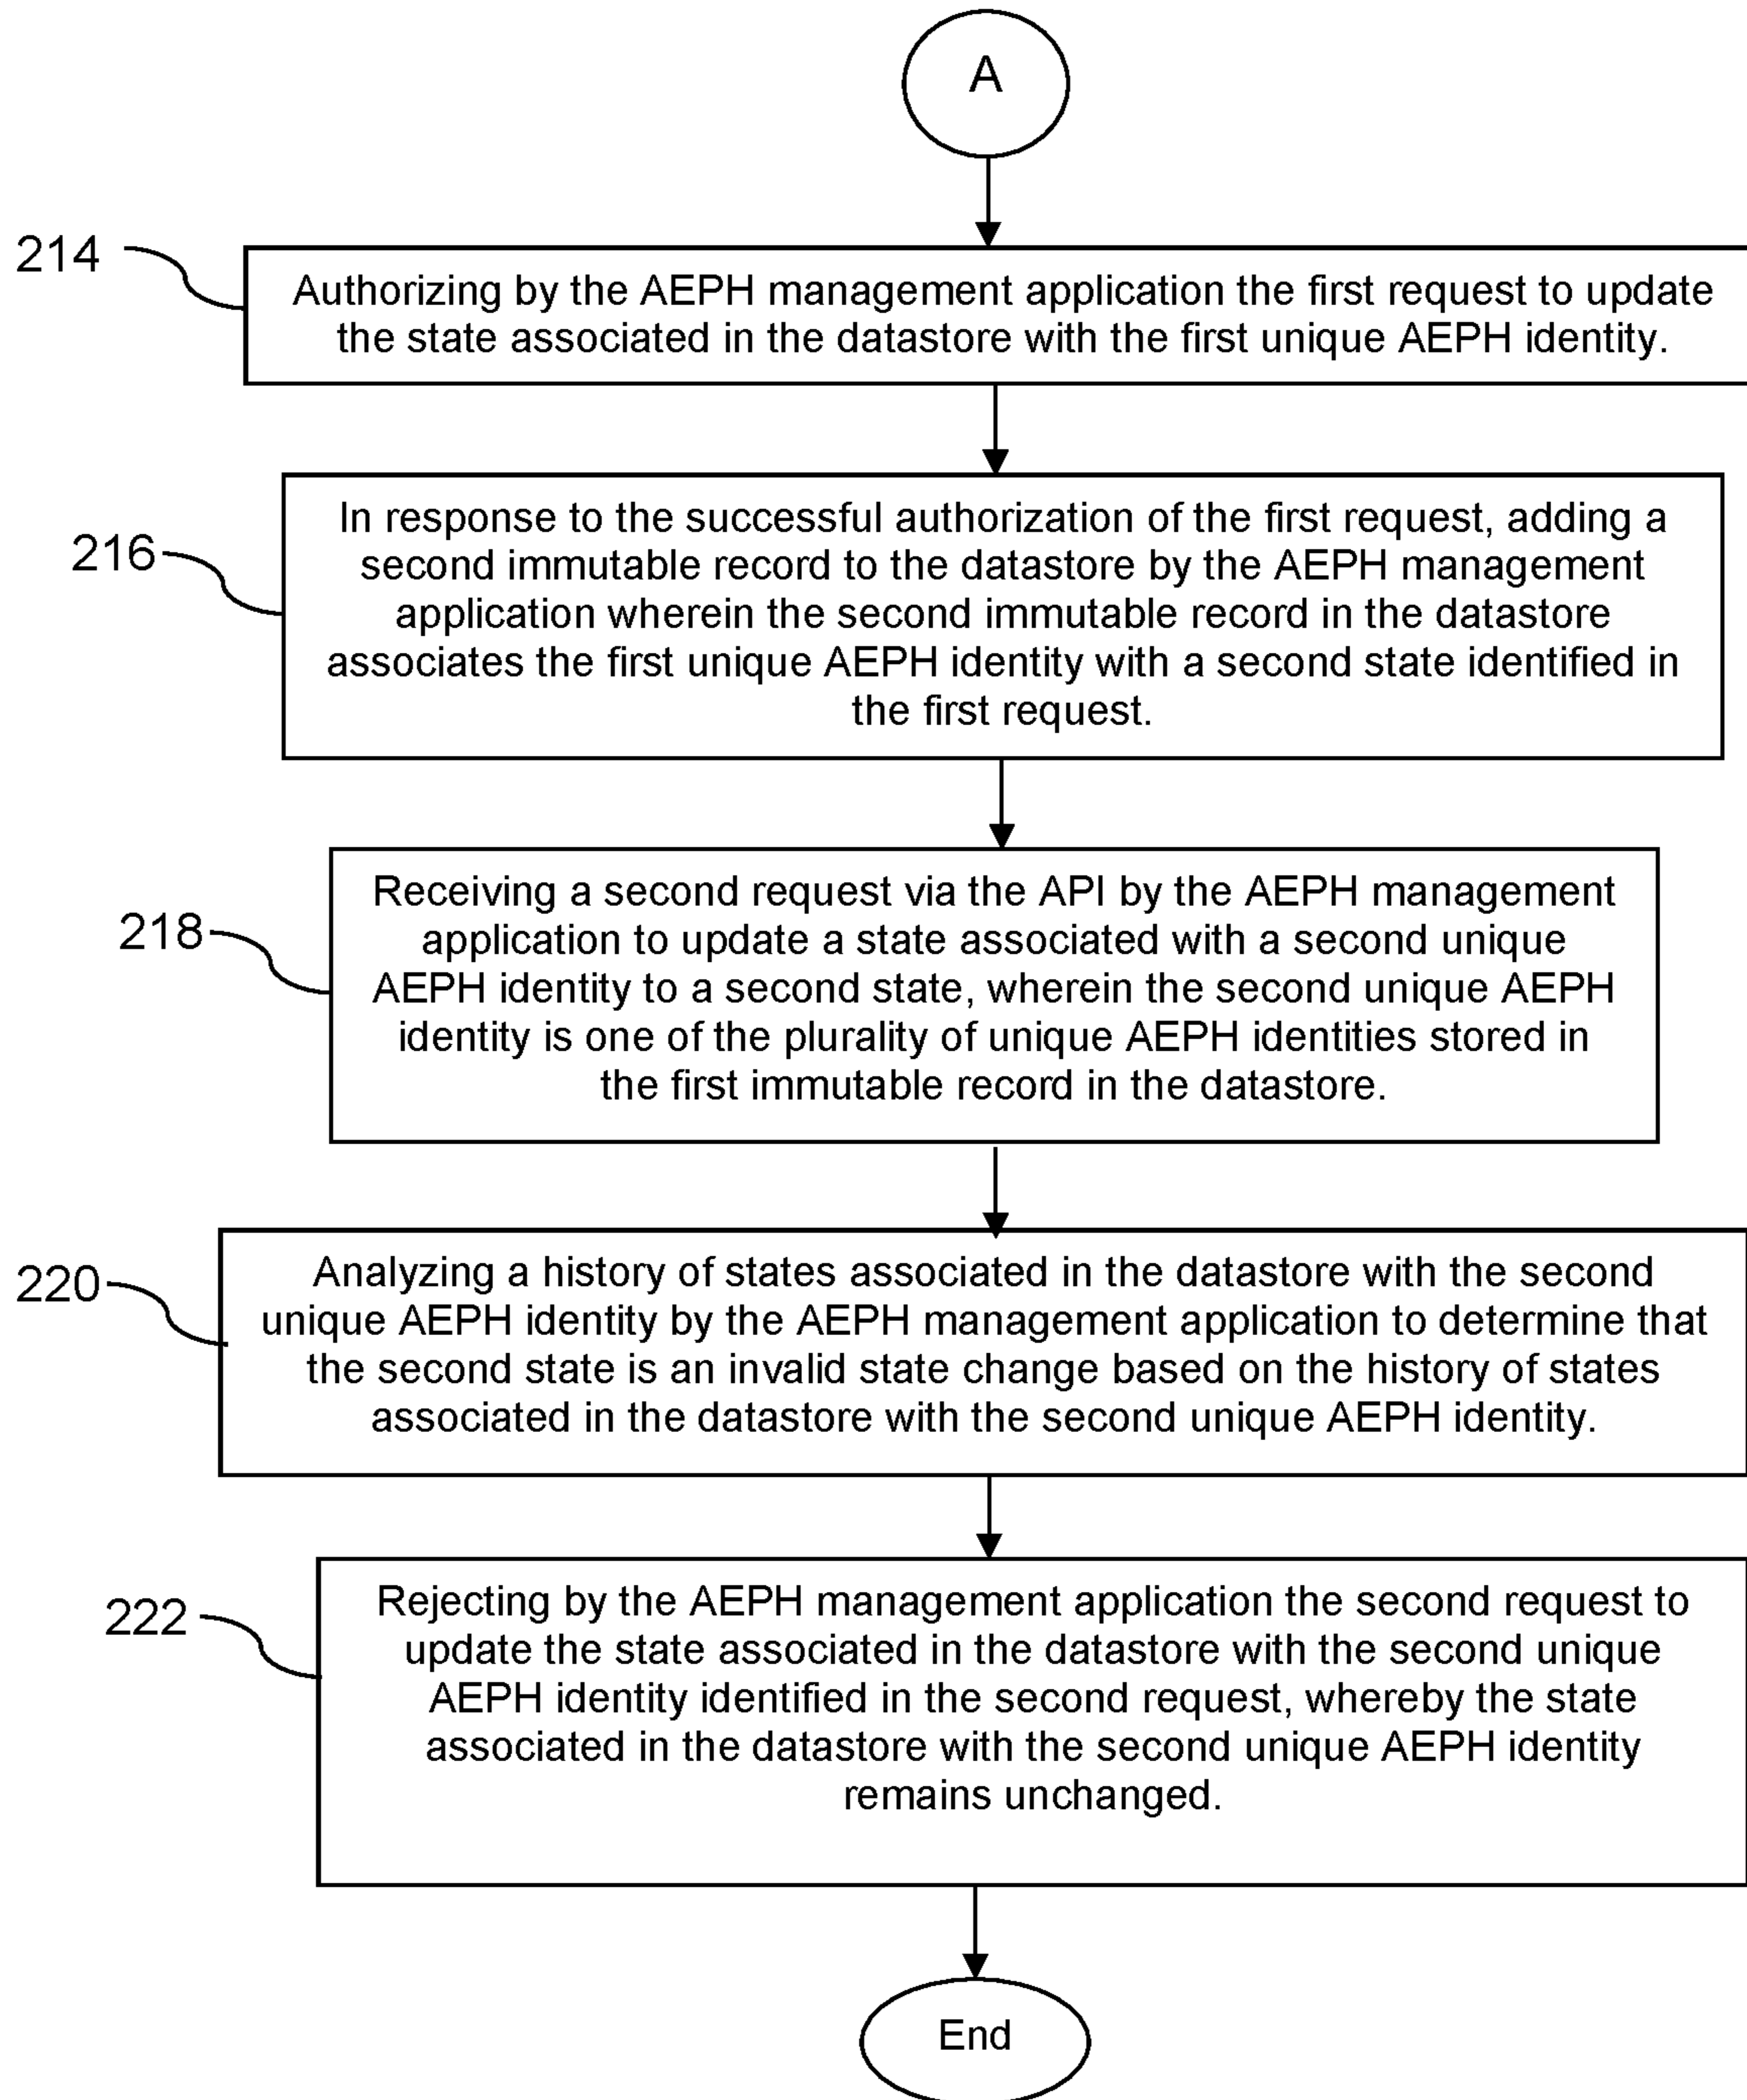 A
214
Authorizing by the AEPH management application the first request to update
the state associated in the datastore with the first unique AEPH identity.
216
In response to the successful authorization of the first request, adding a
second immutable record to the datastore by the AEPH management
application wherein the second immutable record in the datastore
associates the first unique AEPH identity with a second state identified in
the first request.
218
Receiving a second request via the API by the AEPH management
application to update a state associated with a second unique
AEPH identity to a second state, wherein the second unique AEPH
identity is one of the plurality of unique AEPH identities stored in
the first immutable record in the datastore.
220
Analyzing a history of states associated in the datastore with the second
unique AEPH identity by the AEPH management application to determine that
the second state is an invalid state change based on the history of states
associated in the datastore with the second unique AEPH identity.
222
Rejecting by the AEPH management application the second request to
update the state associated in the datastore with the second unique
AEPH identity identified in the second request, whereby the state
associated in the datastore with the second unique AEPH identity
remains unchanged.
End